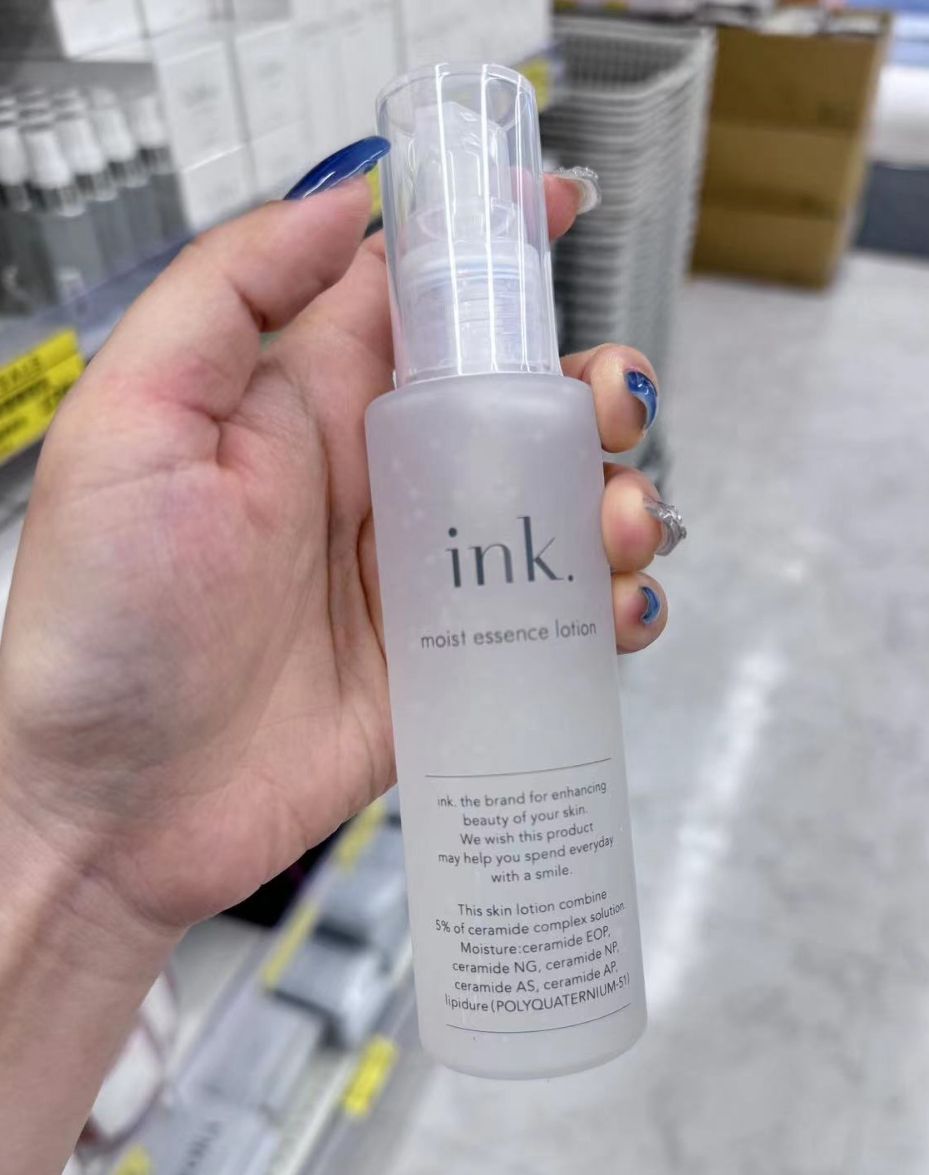 ink.
moist essence lotion
ink. the brand for enhancing
beauty of your skin.
We wish this product
may help you spend everyday
with a smile.
This skin lotion combine
5% of ceramide complex solution.
Moisture:ceramide EOP,
ceramide NG, ceramide NP,
ceramide AS, ceramide AP,
lipidure (POLYQUATERNIUM-51)